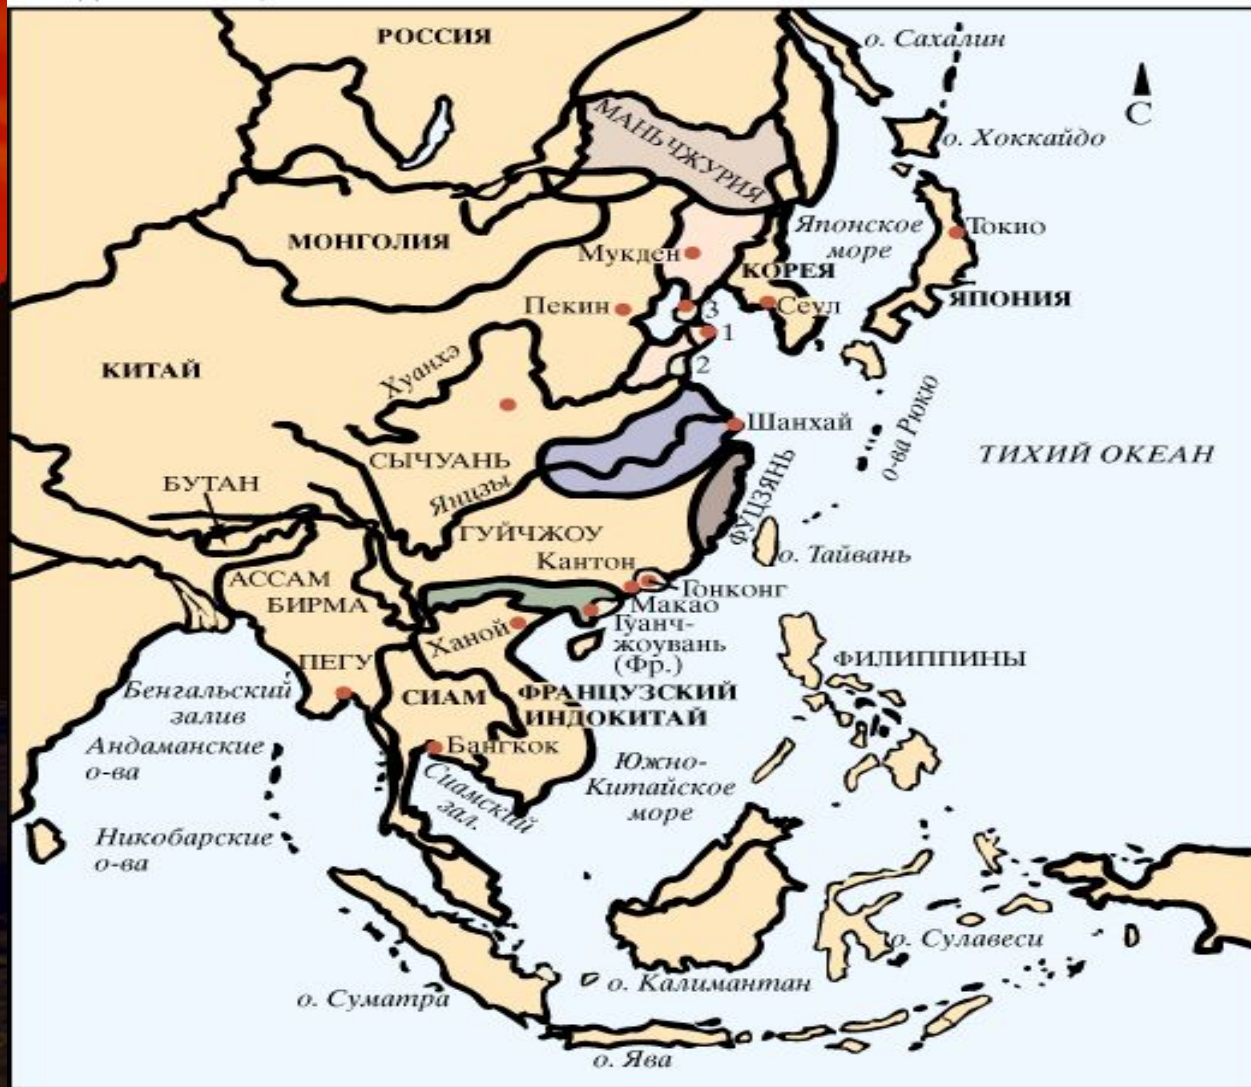 РОССИЯ
о. Сахалин
С
МАНЬЧЖУРИЯ
о. Хоккайдо
МОНГОЛИЯ
Японское
море
Токио
Мукден
КОРЕЯ
ЯПОНИЯ
Пекин
3
Сеул
1
КИТАЙ
Хуанхэ
2
о-ва Рюкю
Шанхай
ТИХИЙ ОКЕАН
СЫЧУАНЬ
БУТАН
Янцзы
ФУЦЗЯНЬ
ГУЙЧЖОУ
о. Тайвань
Кантон
АССАМ
Гонконг
БИРМА
Макао
Ханой
Гуанч-
жоувань
(Фр.)
ПЕГУ
ФИЛИППИНЫ
Бенгальский
залив
СИАМ
ФРАНЦУЗСКИЙ
ИНДОКИТАЙ
Андаманские
о-ва
Бангкок
Сиамский
зал.
Южно-
Китайское
море
Никобарские
о-ва
о. Сулавеси
о. Калимантан
о. Суматра
о. Ява